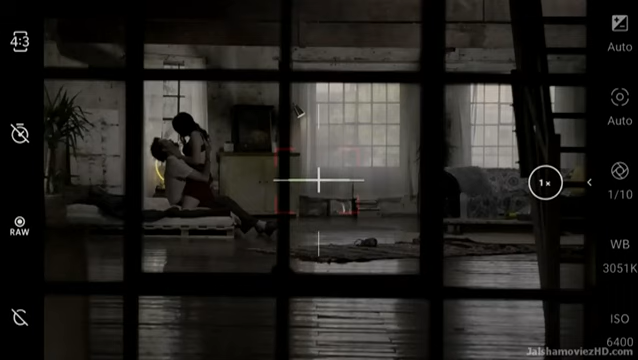 4:3
RAW
1×
Auto
Auto
1/10
WB
3051K
ISO
6400
JalshamoviezHD.com